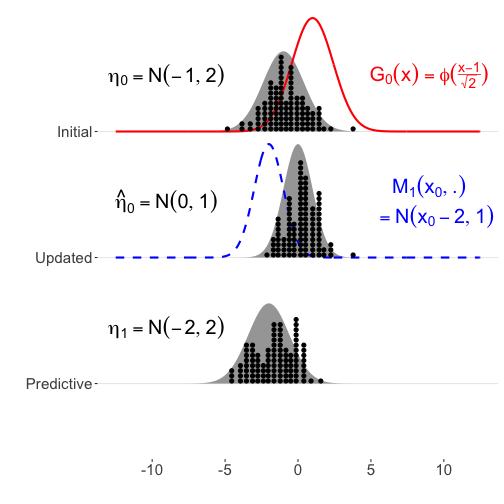 η₀ = N(−1, 2)
G₀(x) = ϕ((x−1)/√2)
Initial
η̂₀ = N(0, 1)
M₁(x₀, .)
= N(x₀ − 2, 1)
Updated
η₁ = N(−2, 2)
Predictive
-10 -5 0 5 10